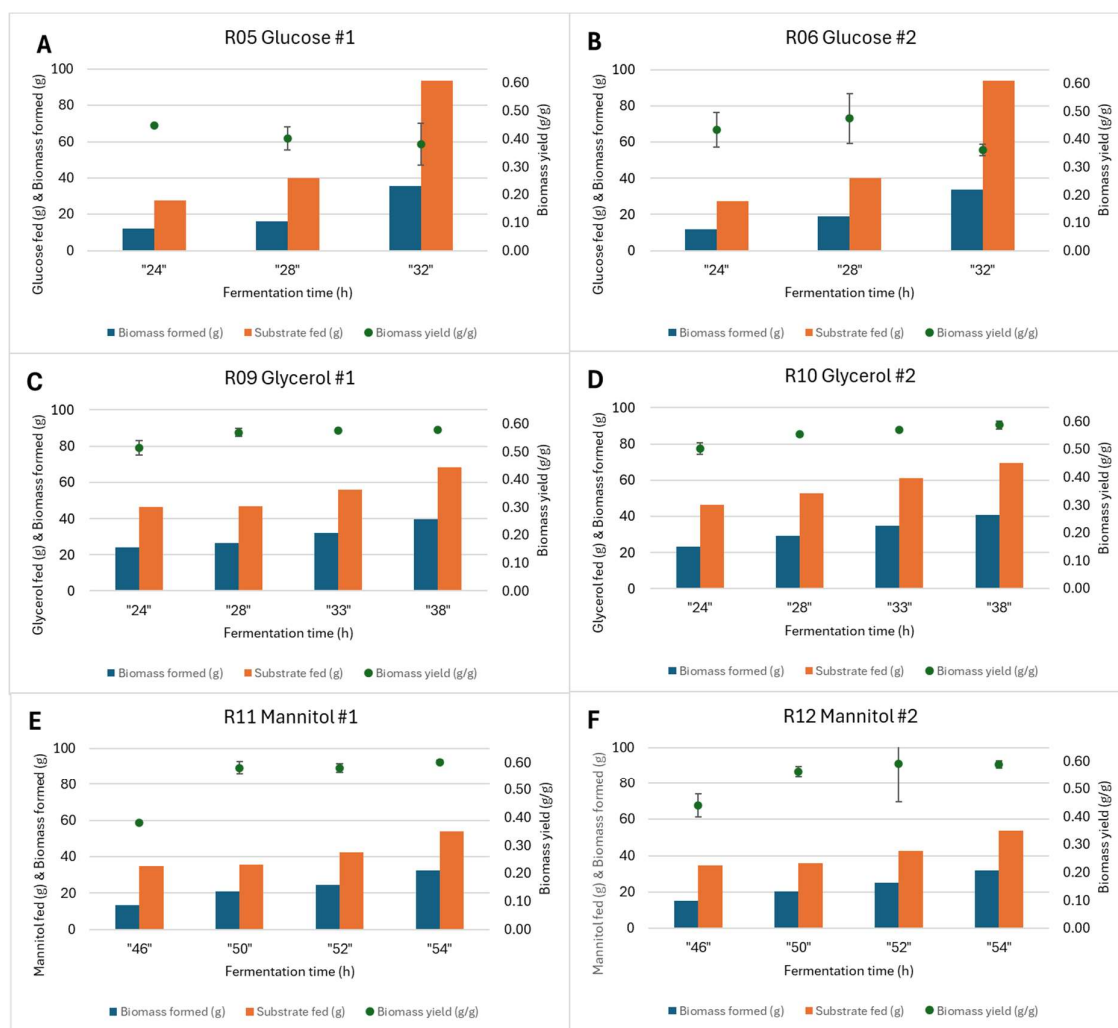 A
R05 Glucose #1
Glucose fed (g) & Biomass formed (g)
100
80
60
40
20
0
0.60
0.50
0.40
0.30
0.20
0.10
0.00
Biomass yield (g/g)
"24" "28" "32"
Fermentation time (h)
Biomass formed (g) Substrate fed (g) Biomass yield (g/g)
B
R06 Glucose #2
Glucose fed (g) & Biomass formed (g)
100
80
60
40
20
0
0.60
0.50
0.40
0.30
0.20
0.10
0.00
Biomass yield (g/g)
"24" "28" "32"
Fermentation time (h)
Biomass formed (g) Substrate fed (g) Biomass yield (g/g)
C
R09 Glycerol #1
Glycerol fed (g) & Biomass formed (g)
100
80
60
40
20
0
0.60
0.50
0.40
0.30
0.20
0.10
0.00
Biomass yield (g/g)
"24" "28" "33" "38"
Fermentation time (h)
Biomass formed (g) Substrate fed (g) Biomass yield (g/g)
D
R10 Glycerol #2
Glycerol fed (g) & Biomass formed (g)
100
80
60
40
20
0
0.60
0.50
0.40
0.30
0.20
0.10
0.00
Biomass yield (g/g)
"24" "28" "33" "38"
Fermentation time (h)
Biomass formed (g) Substrate fed (g) Biomass yield (g/g)
E
R11 Mannitol #1
Mannitol fed (g) & Biomass formed (g)
100
80
60
40
20
0
0.60
0.50
0.40
0.30
0.20
0.10
0.00
Biomass yield (g/g)
"46" "50" "52" "54"
Fermentation time (h)
Biomass formed (g) Substrate fed (g) Biomass yield (g/g)
F
R12 Mannitol #2
Mannitol fed (g) & Biomass formed (g)
100
80
60
40
20
0
0.60
0.50
0.40
0.30
0.20
0.10
0.00
Biomass yield (g/g)
"46" "50" "52" "54"
Fermentation time (h)
Biomass formed (g) Substrate fed (g) Biomass yield (g/g)